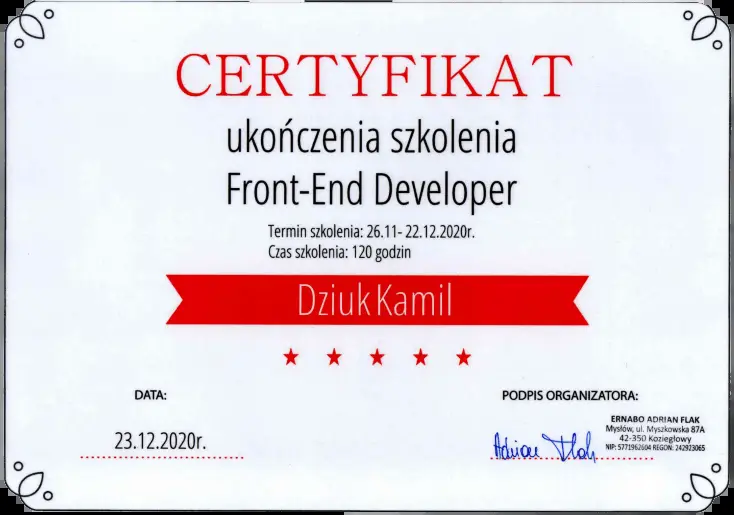 CERTYFIKAT
ukończenia szkolenia
Front-End Developer
Termin szkolenia: 26.11- 22.12.2020r.
Czas szkolenia: 120 godzin
Dziuk Kamil
DATA:
23.12.2020r.
PODPIS ORGANIZATORA:
ERNABO ADRIAN FLAK
Mysłów, ul. Myszkowska 87A
42-350 Koziegłowy
NIP: 5771962604 REGON: 242923065
Adrian Flak